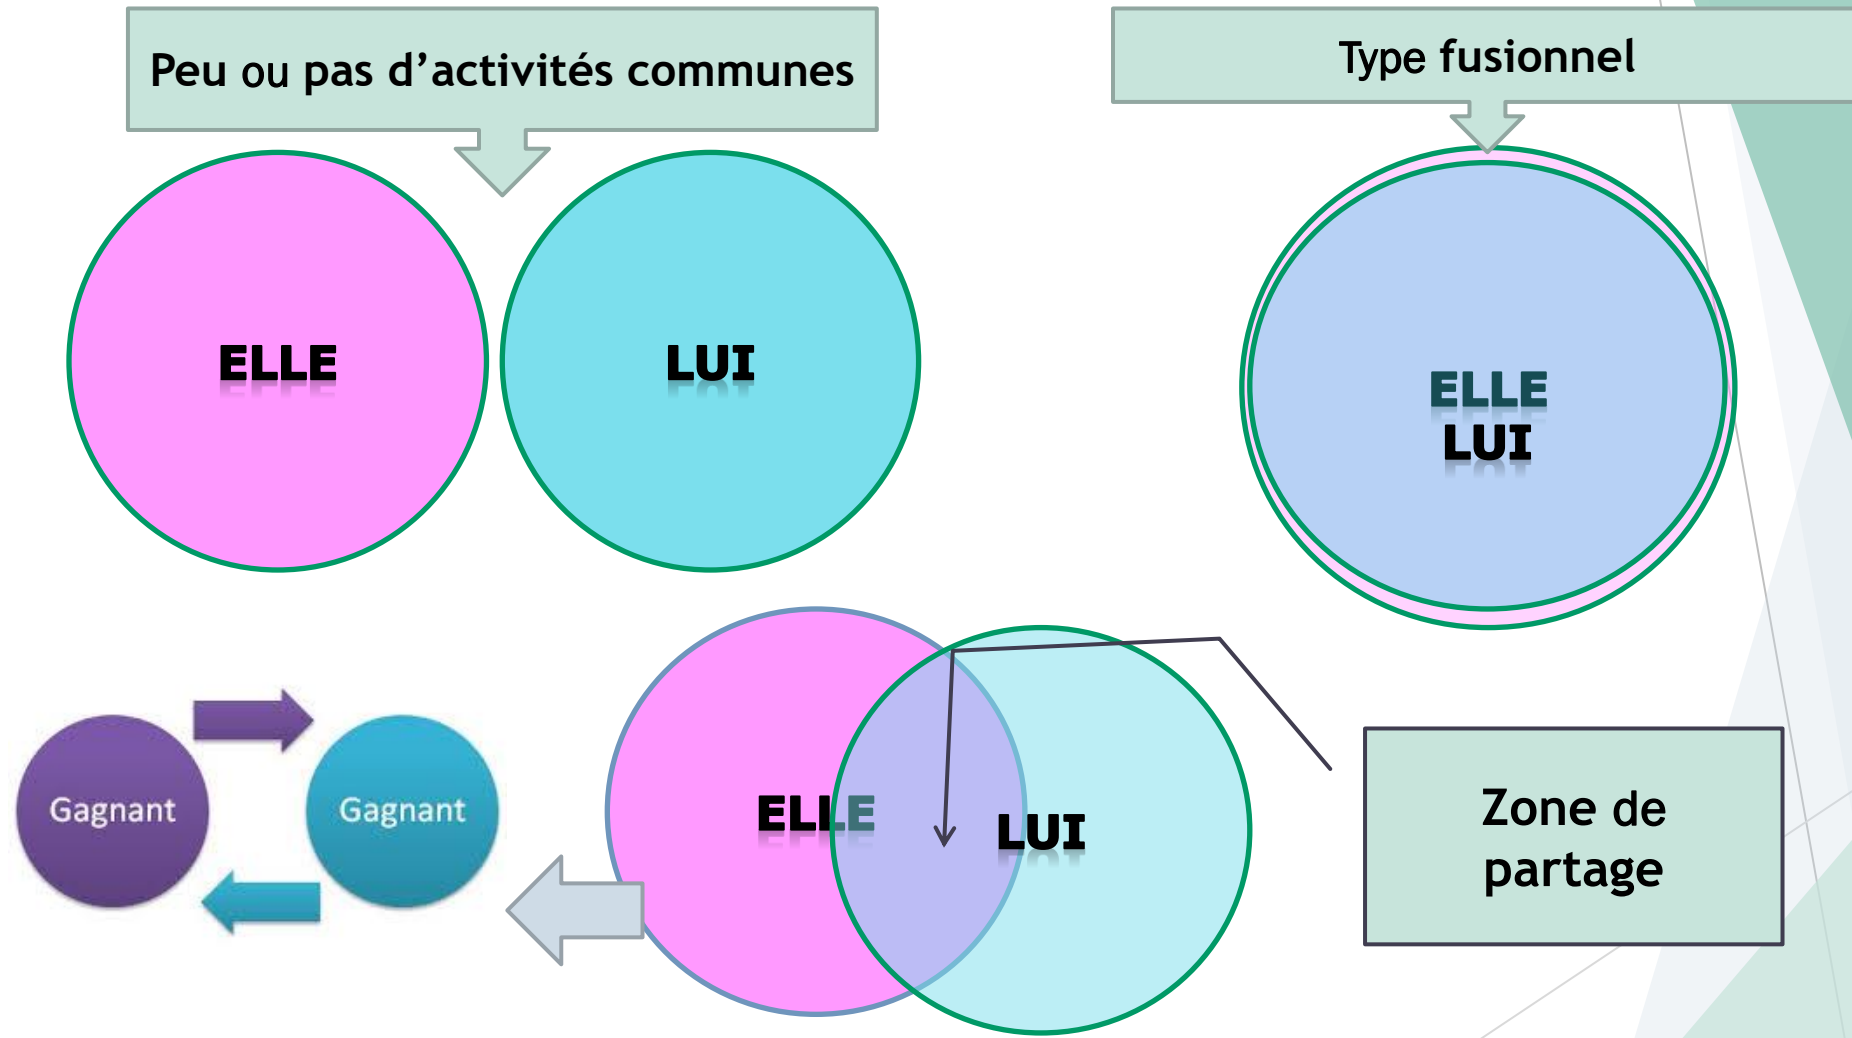 Peu ou pas d’activités communes
Type fusionnel
ELLE
LUI
ELLE
LUI
Gagnant
Gagnant
ELLE
LUI
Zone de
partage